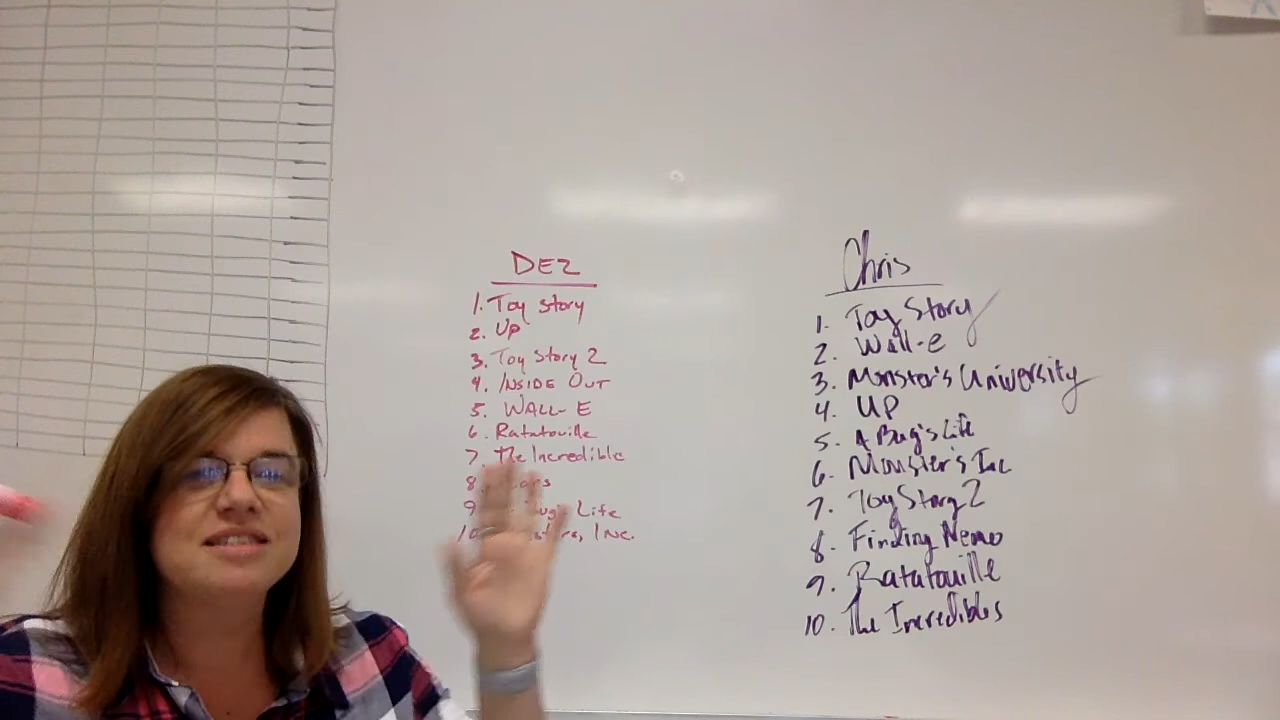 DEZ
1. Toy Story
2. UP
3. Toy Story 2
4. INSIDE OUT
5. WALL-E
6. Ratatouille
7. The Incredible
8.
9. Life
10 Inc.
Chris
1. Toy Story
2. Wall-e
3. Monster's University
4. UP
5. A Bug's Life
6. Monster's Inc
7. Toy Story 2
8. Finding Nemo
9. Ratatouille
10. The Incredibles